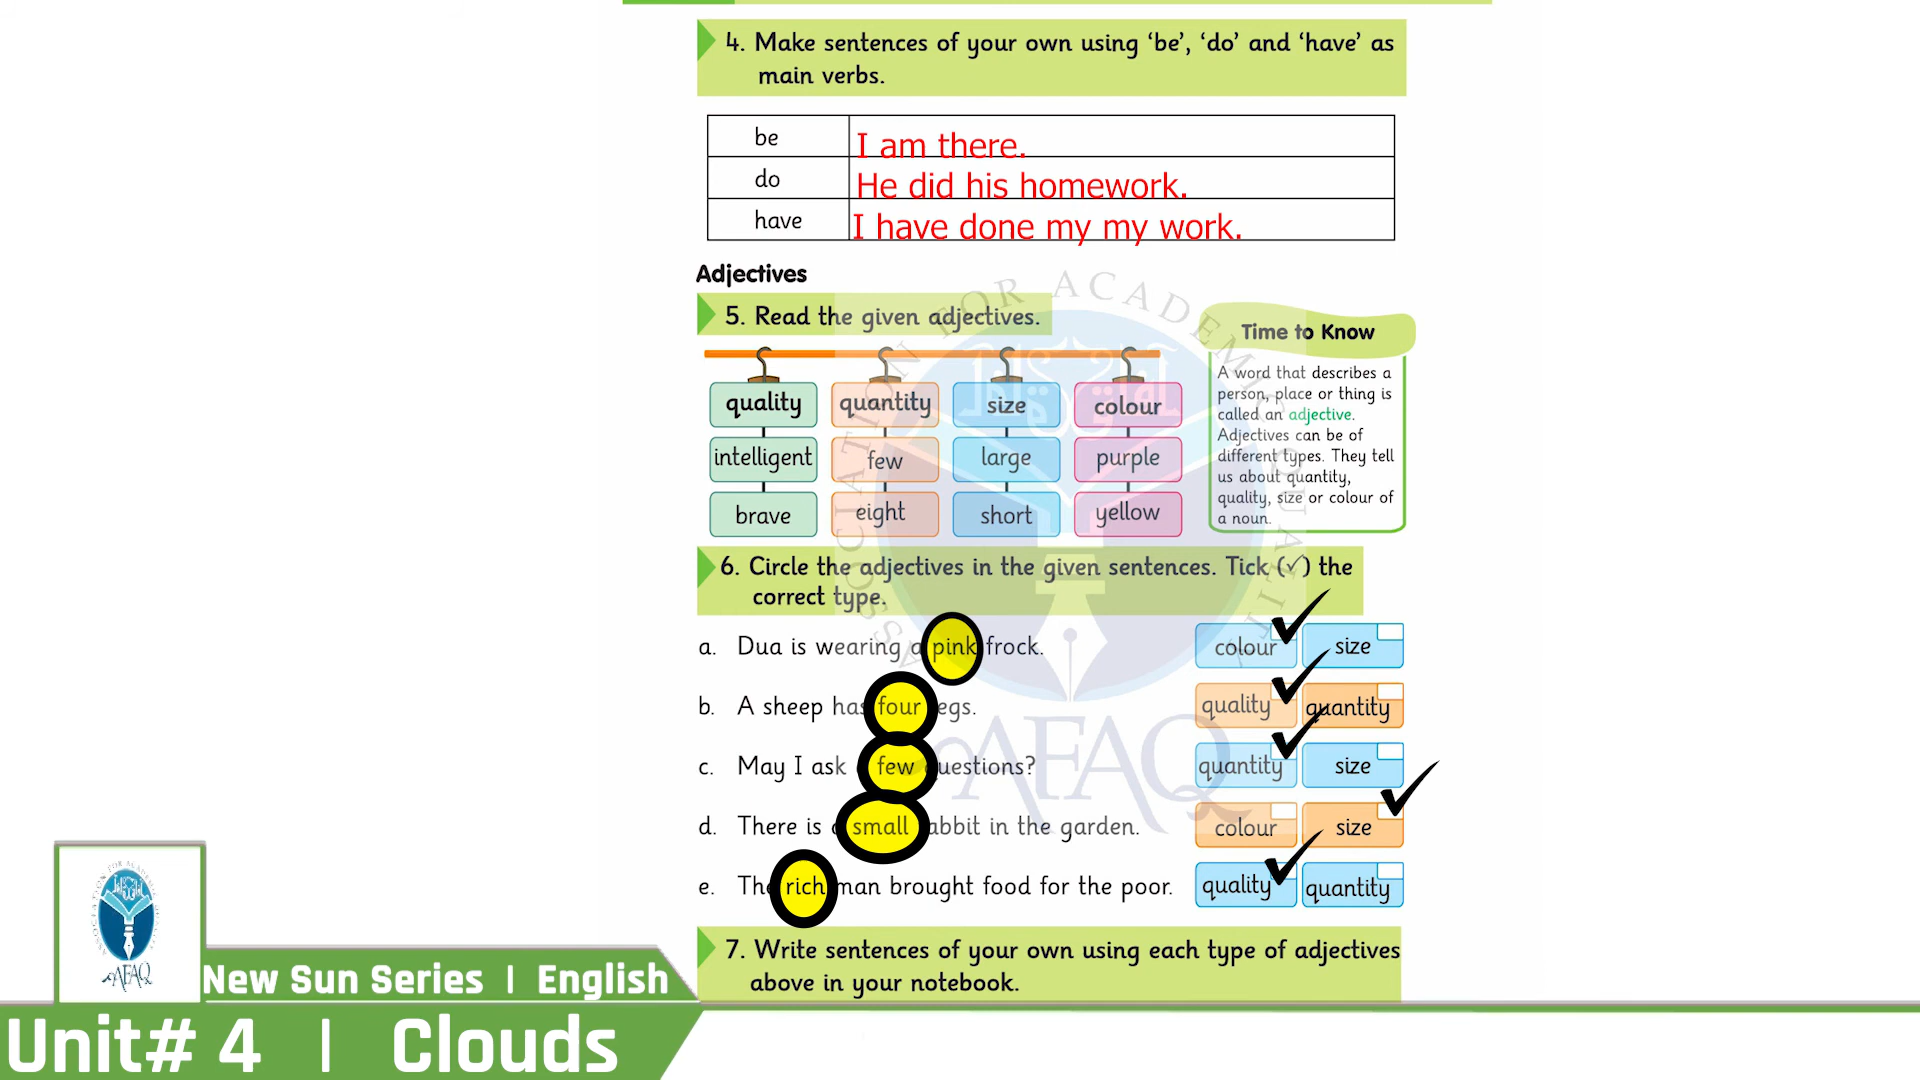 4. Make sentences of your own using ‘be’, ‘do’ and ‘have’ as
main verbs.
be I am there.
do He did his homework.
have I have done my my work.
Adjectives
5. Read the given adjectives.
quality quantity size colour
intelligent few large purple
brave eight short yellow
Time to Know
A word that describes a
person, place or thing is
called an adjective.
Adjectives can be of
different types. They tell
us about quantity,
quality, size or colour of
a noun.
6. Circle the adjectives in the given sentences. Tick (✓) the
correct type.
a. Dua is wearing a pink frock. colour size
b. A sheep has four legs. quality quantity
c. May I ask a few questions? quantity size
d. There is a small rabbit in the garden. colour size
e. The rich man brought food for the poor. quality quantity
7. Write sentences of your own using each type of adjectives
above in your notebook.
ASSOCIATION FOR ACADEMIC QUALITY
AFAQ
AFAQ
New Sun Series | English
Unit# 4 | Clouds